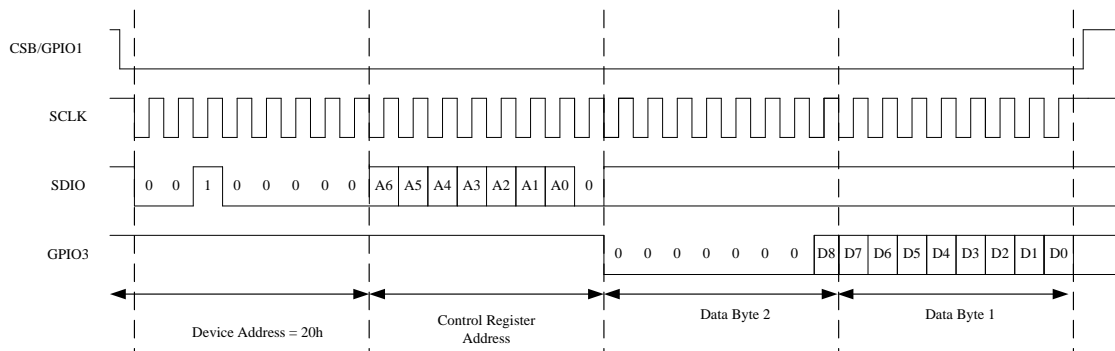 CSB/GPIO1
SCLK
SDIO 0 0 1 0 0 0 0 0 A6 A5 A4 A3 A2 A1 A0 0
GPIO3 0 0 0 0 0 0 0 D8 D7 D6 D5 D4 D3 D2 D1 D0
Device Address = 20h
Control Register
Address
Data Byte 2
Data Byte 1